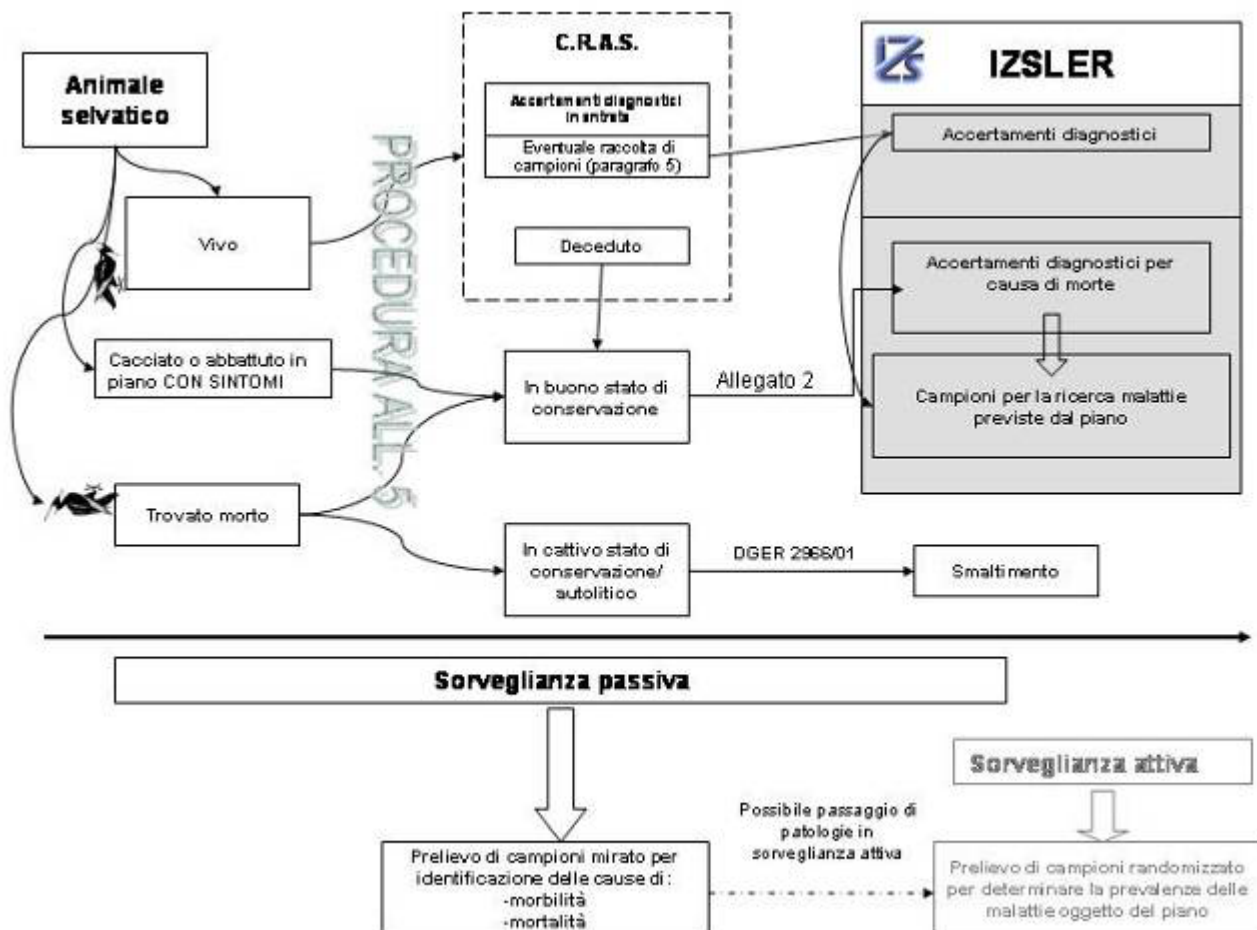 Animale
selvatico
Vivo
Cacciato o abbattuto in
piano CON SINTOMI
Trovato morto
PROCEDURA ALL. 5
C.R.A.S.
Accertamenti diagnostici
in entrata
Eventuale raccolta di
campioni (paragrafo 5)
Deceduto
In buono stato di
conservazione
Allegato 2
In cattivo stato di
conservazione/
autolitico
DGER 2966/01
Smaltimento
IZSLER
Accertamenti diagnostici
Accertamenti diagnostici per
causa di morte
Campioni per la ricerca malattie
previste dal piano
Sorveglianza passiva
Prelievo di campioni mirato per
identificazione delle cause di:
-morbilità
-mortalità
Possibile passaggio di
patologie in
sorveglianza attiva
Sorveglianza attiva
Prelievo di campioni randomizzato
per determinare la prevalenze delle
malattie oggetto del piano